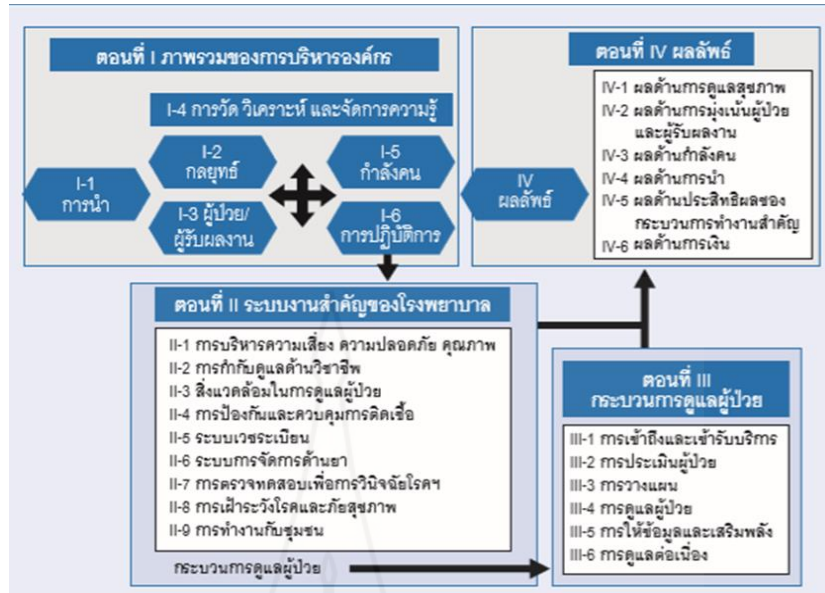 ตอนที่ I ภาพรวมของการบริหารองค์กร
I-4 การวัด วิเคราะห์ และจัดการความรู้
I-1
การนำ
I-2
กลยุทธ์
I-3 ผู้ป่วย/
ผู้รับผลงาน
I-5
กำลังคน
I-6
การปฏิบัติการ
ตอนที่ IV ผลลัพธ์
IV
ผลลัพธ์
IV-1 ผลด้านการดูแลสุขภาพ
IV-2 ผลด้านการมุ่งเน้นผู้ป่วย
และผู้รับผลงาน
IV-3 ผลด้านกำลังคน
IV-4 ผลด้านการนำ
IV-5 ผลด้านประสิทธิผลของ
กระบวนการทำงานสำคัญ
IV-6 ผลด้านการเงิน
ตอนที่ II ระบบงานสำคัญของโรงพยาบาล
II-1 การบริหารความเสี่ยง ความปลอดภัย คุณภาพ
II-2 การกำกับดูแลด้านวิชาชีพ
II-3 สิ่งแวดล้อมในการดูแลผู้ป่วย
II-4 การป้องกันและควบคุมการติดเชื้อ
II-5 ระบบเวชระเบียน
II-6 ระบบการจัดการด้านยา
II-7 การตรวจทดสอบเพื่อการวินิจฉัยโรคฯ
II-8 การเฝ้าระวังโรคและภัยสุขภาพ
II-9 การทำงานกับชุมชน
กระบวนการดูแลผู้ป่วย
ตอนที่ III
กระบวนการดูแลผู้ป่วย
III-1 การเข้าถึงและเข้ารับบริการ
III-2 การประเมินผู้ป่วย
III-3 การวางแผน
III-4 การดูแลผู้ป่วย
III-5 การให้ข้อมูลและเสริมพลัง
III-6 การดูแลต่อเนื่อง